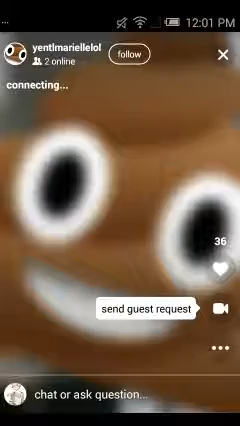 ...
12:01 PM
yentlmariellelol
2 online
follow
connecting...
36
send guest request
chat or ask question...